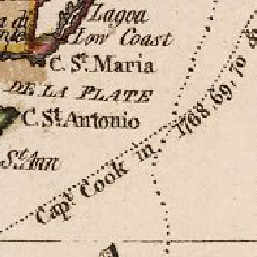 Lagoa
Low Coast
C. St. Maria
DE LA PLATE
C. St. Antonio
St. Ann
Capt. Cook in 1768 69 70 &